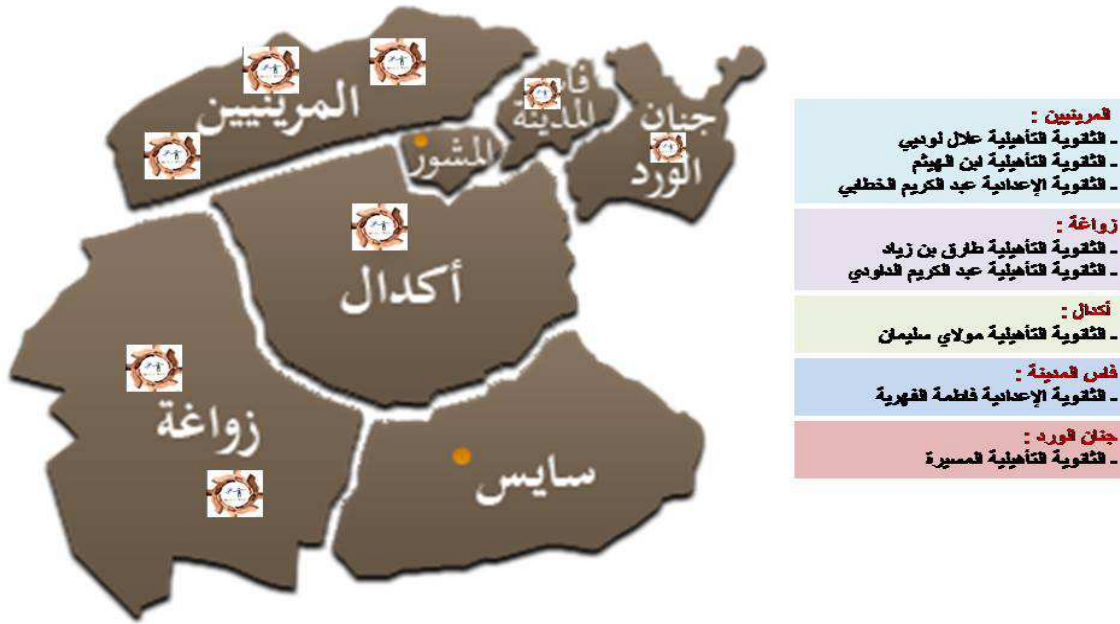 المرينيين
فاس
المدينة
جنان
الورد
المشور
أكدال
زواغة
سايس
المرينيين :
ـ الثانوية التأهيلية علال لوديي
ـ الثانوية التأهيلية ابن الهيثم
ـ الثانوية الإعدادية عبد الكريم الخطابي
زواغة :
ـ الثانوية التأهيلية طارق بن زياد
ـ الثانوية التأهيلية عبد الكريم الداودي
أكدال :
ـ الثانوية التأهيلية مولاي سليمان
فاس المدينة :
ـ الثانوية الإعدادية فاطمة الفهرية
جنان الورد :
ـ الثانوية التأهيلية المسيرة